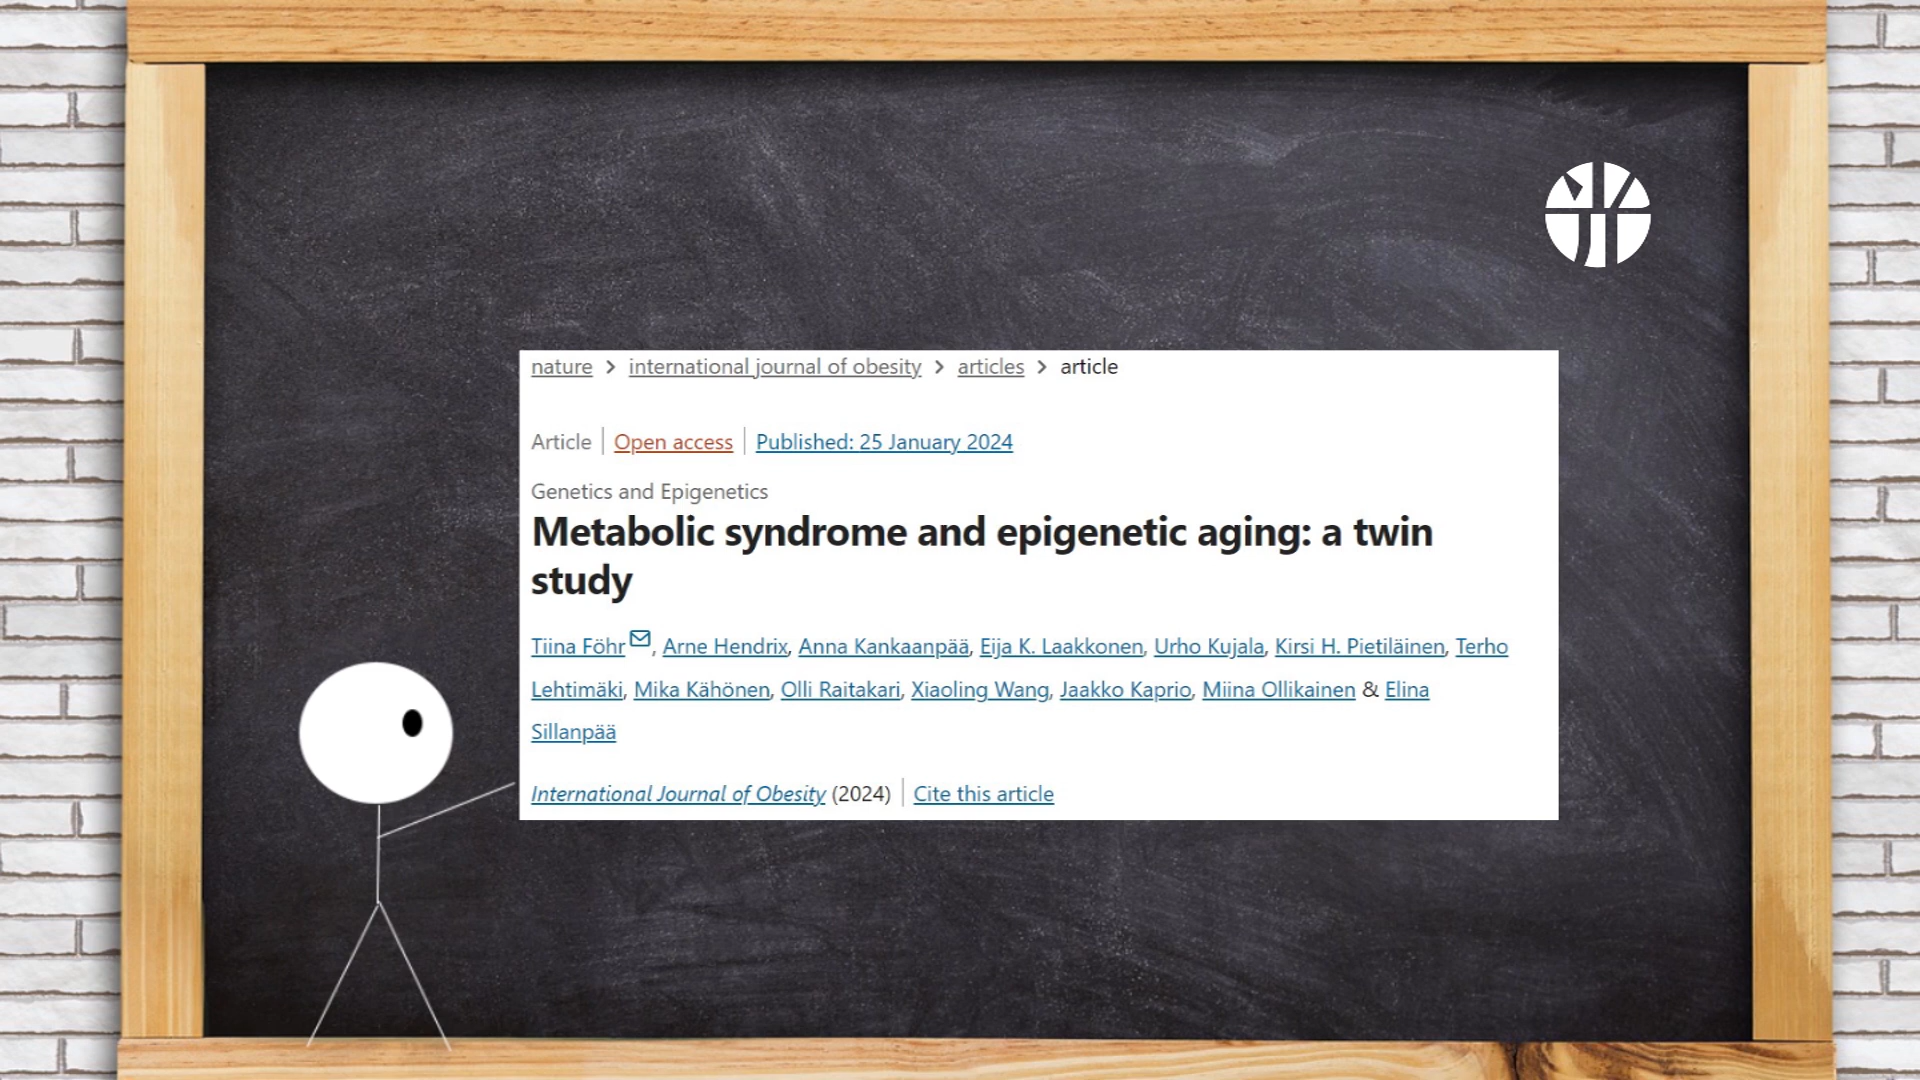 nature > international journal of obesity > articles > article
Article | Open access | Published: 25 January 2024
Genetics and Epigenetics
Metabolic syndrome and epigenetic aging: a twin
study
Tiina Föhr, Arne Hendrix, Anna Kankaanpää, Eija K. Laakkonen, Urho Kujala, Kirsi H. Pietiläinen, Terho
Lehtimäki, Mika Kähönen, Olli Raitakari, Xiaoling Wang, Jaakko Kaprio, Miina Ollikainen & Elina
Sillanpää
International Journal of Obesity (2024) | Cite this article